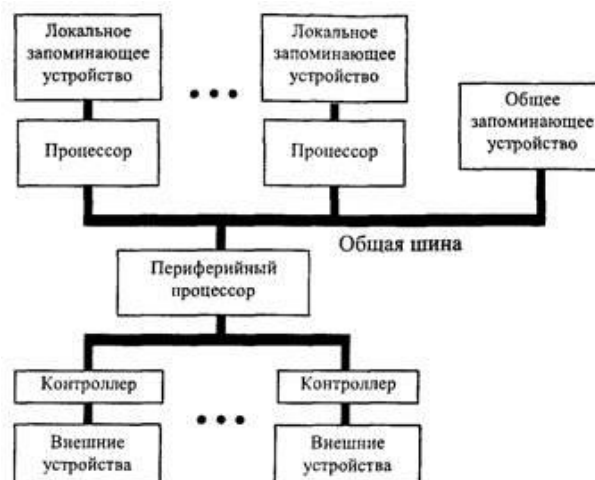 Локальное
запоминающее
устройство
Локальное
запоминающее
устройство
Общее
запоминающее
устройство
Процессор
Процессор
Общая шина
Периферийный
процессор
Контроллер
Контроллер
Внешние
устройства
Внешние
устройства